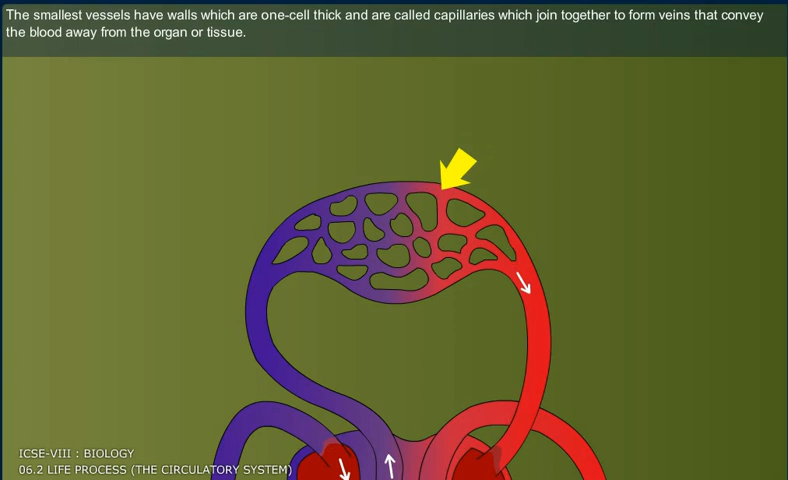 The smallest vessels have walls which are one-cell thick and are called capillaries which join together to form veins that convey
the blood away from the organ or tissue.
ICSE-VIII : BIOLOGY
06.2 LIFE PROCESS (THE CIRCULATORY SYSTEM)